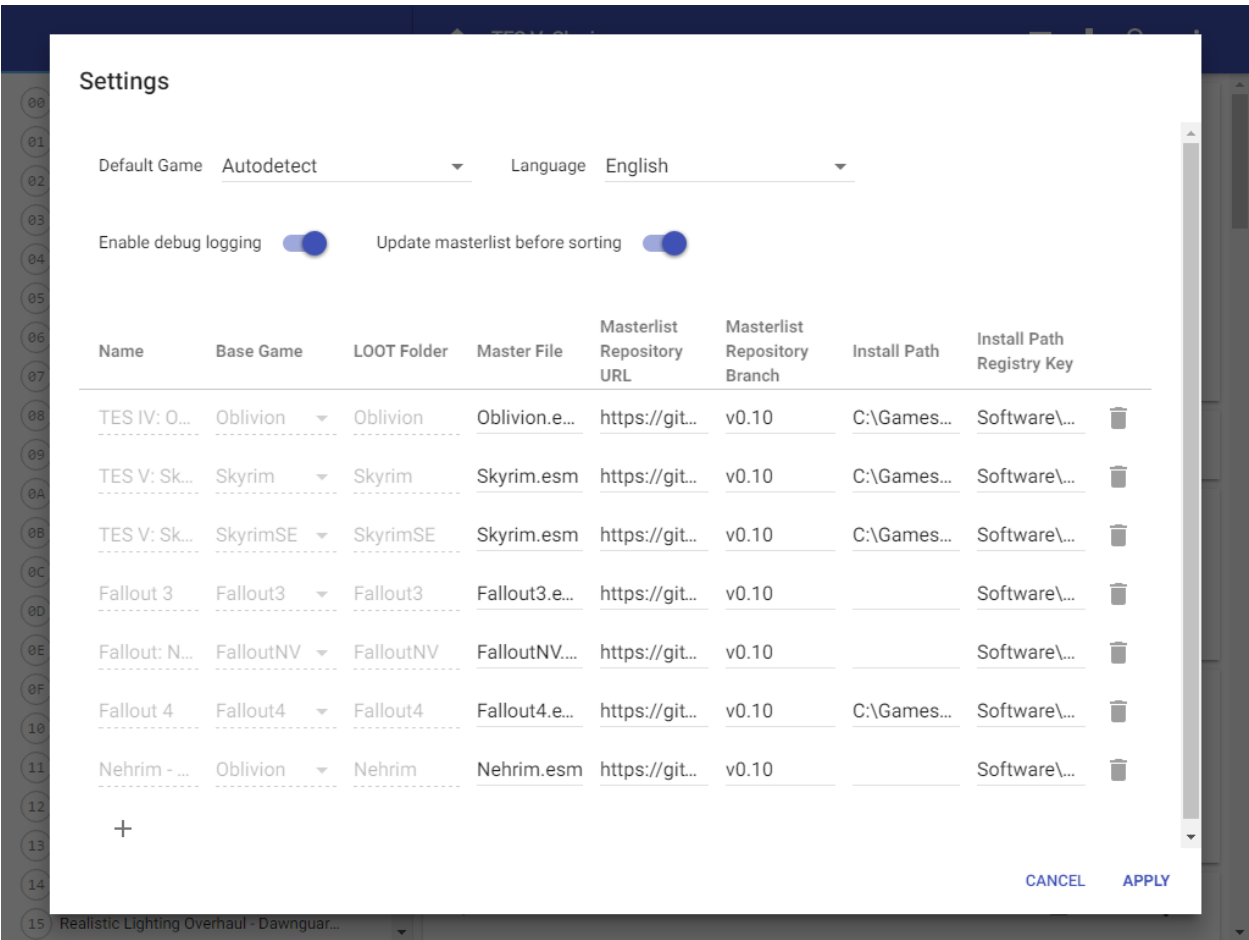 Settings
00
01
02
03
04
05
06
07
08
09
0A
0B
0C
0D
0E
0F
10
11
12
13
14
15 Realistic Lighting Overhaul - Dawnguar...
Default Game Autodetect Language English
Enable debug logging Update masterlist before sorting
Name Base Game LOOT Folder Master File Masterlist Repository URL Masterlist Repository Branch Install Path Install Path Registry Key
TES IV: O... Oblivion Oblivion Oblivion.e... https://git... v0.10 C:\Games... Software\...
TES V: Sk... Skyrim Skyrim Skyrim.esm https://git... v0.10 C:\Games... Software\...
TES V: Sk... SkyrimSE SkyrimSE Skyrim.esm https://git... v0.10 C:\Games... Software\...
Fallout 3 Fallout3 Fallout3 Fallout3.e... https://git... v0.10 Software\...
Fallout: N... FalloutNV FalloutNV FalloutNV.... https://git... v0.10 Software\...
Fallout 4 Fallout4 Fallout4 Fallout4.e... https://git... v0.10 C:\Games... Software\...
Nehrim - ... Oblivion Nehrim Nehrim.esm https://git... v0.10 Software\...
+
CANCEL APPLY